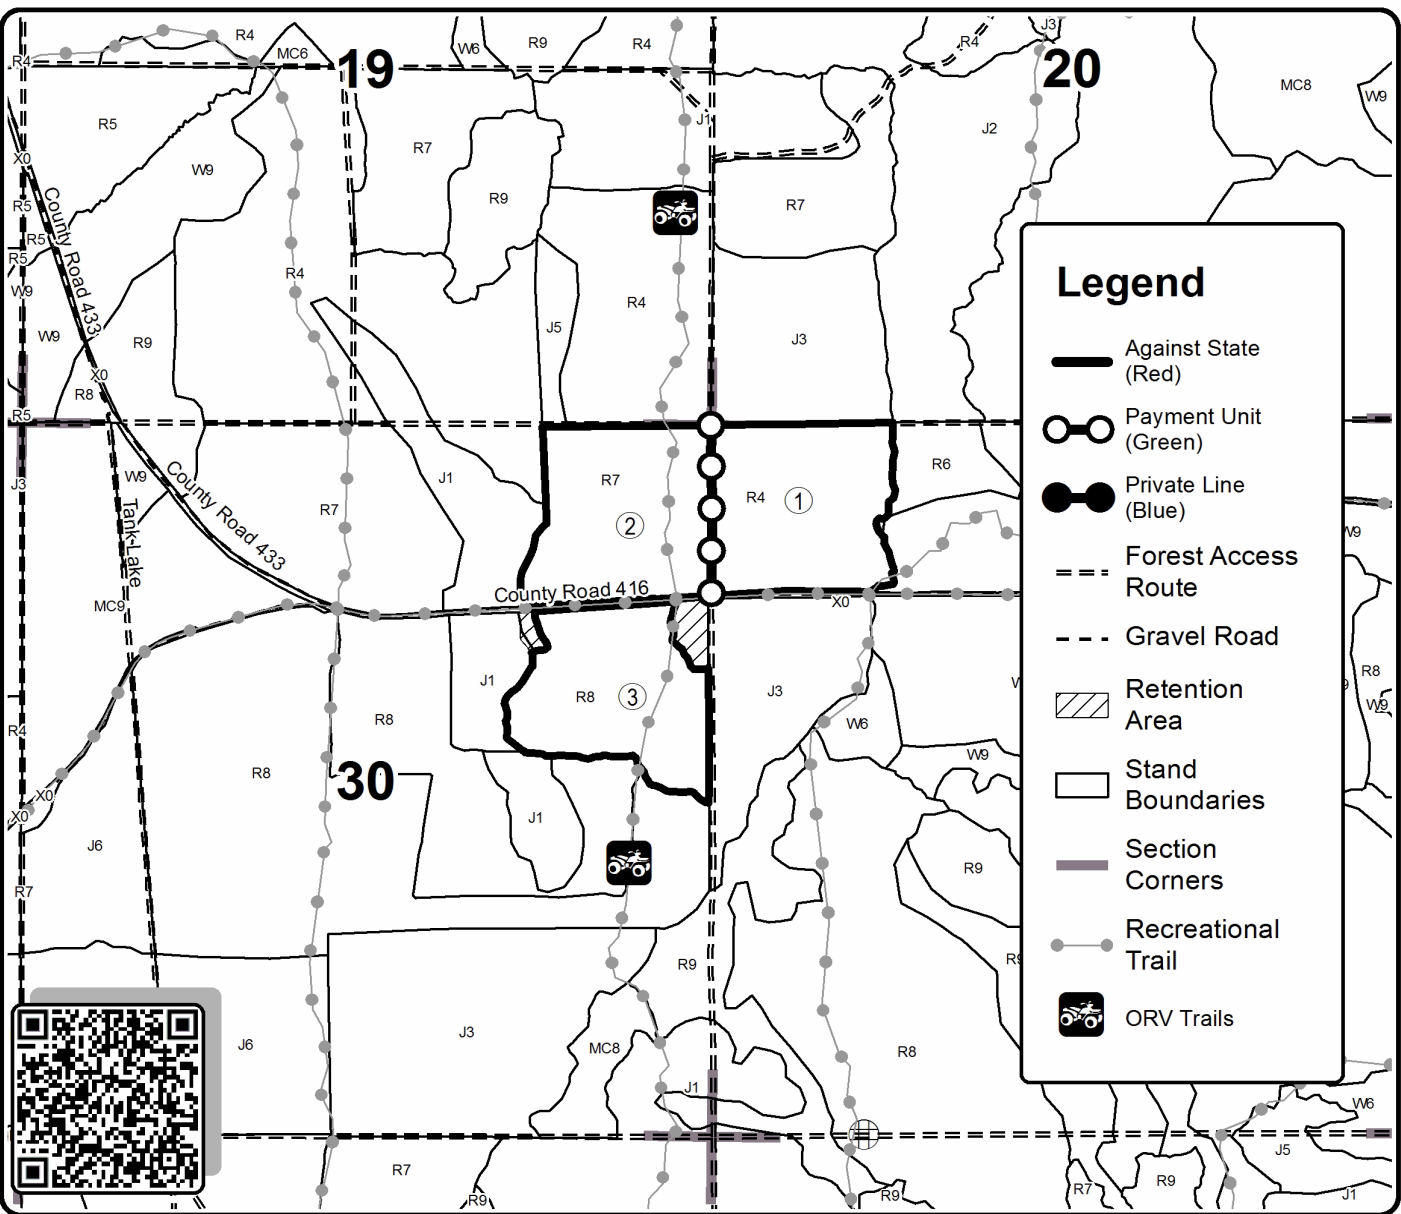 R4
MC6
W6
R9
R4
R4
J3
R4
19
20
MC8
W9
R5
J1
J2
X0
R7
W9
R9
R7
R5
R5
R5
W9
County Road 433
R4
R4
J5
J3
W9
R9
X0
R8
R5
J3
W9
County Road 433
Tank Lake
R7
J1
R7
R4
1
2
R6
W9
MC9
County Road 416
X0
J1
R8
3
J3
W6
W9
R8
W9
R4
R8
R8
30
X0
X0
J6
J1
R9
R7
R9
J6
J3
MC8
J1
R8
R7
R9
R9
R7
R9
J5
W6
J1
Legend
Against State
(Red)
Payment Unit
(Green)
Private Line
(Blue)
Forest Access
Route
Gravel Road
Retention
Area
Stand
Boundaries
Section
Corners
Recreational
Trail
ORV Trails